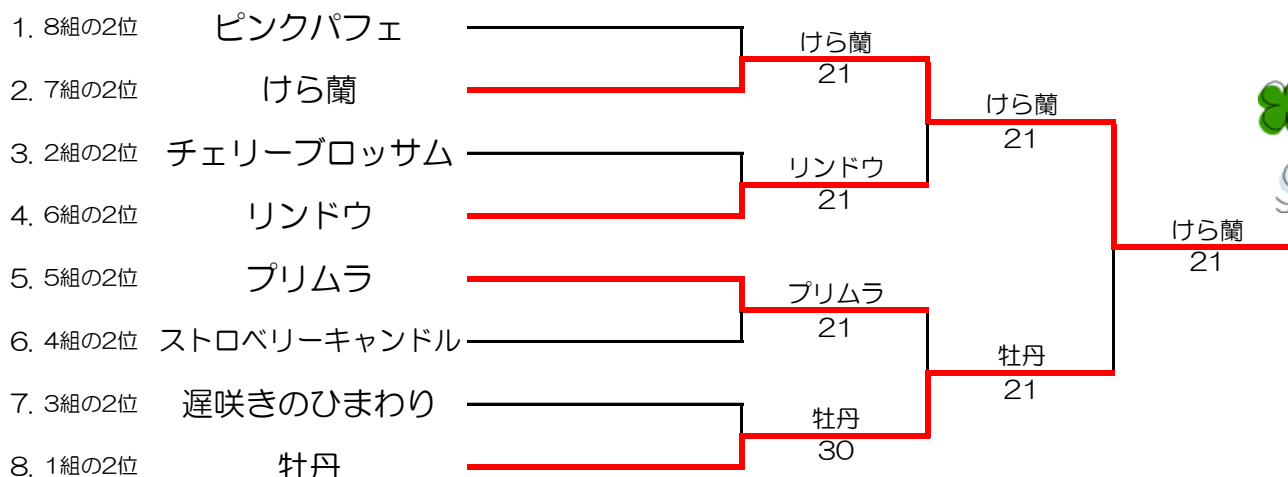 1. 8組の2位 ピンクパフェ
けら蘭
21
2. 7組の2位 けら蘭
けら蘭
21
3. 2組の2位 チェリーブロッサム
リンドウ
21
4. 6組の2位 リンドウ
けら蘭
21
5. 5組の2位 プリムラ
プリムラ
21
6. 4組の2位 ストロベリーキャンドル
牡丹
21
7. 3組の2位 遅咲きのひまわり
牡丹
30
8. 1組の2位 牡丹